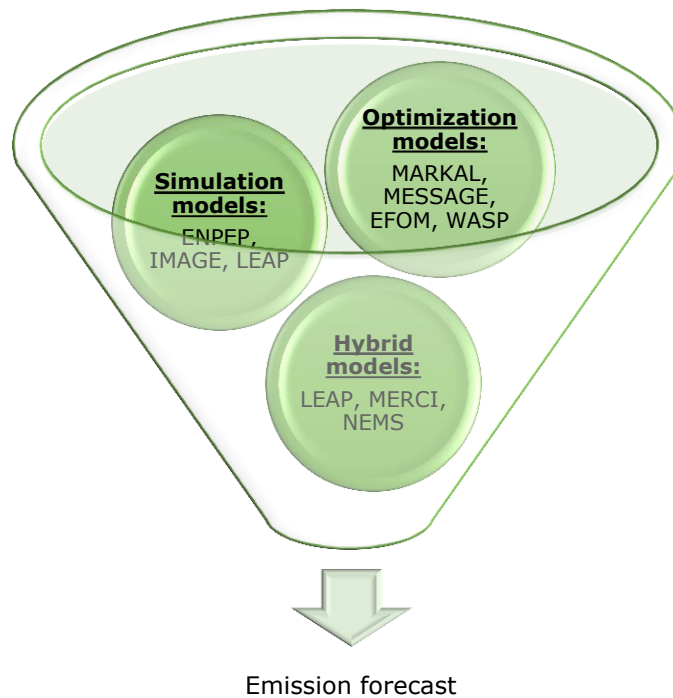 Optimization
models:
MARKAL,
MESSAGE,
EFOM, WASP
Simulation
models:
ENPEP,
IMAGE, LEAP
Hybrid
models:
LEAP, MERCI,
NEMS
Emission forecast